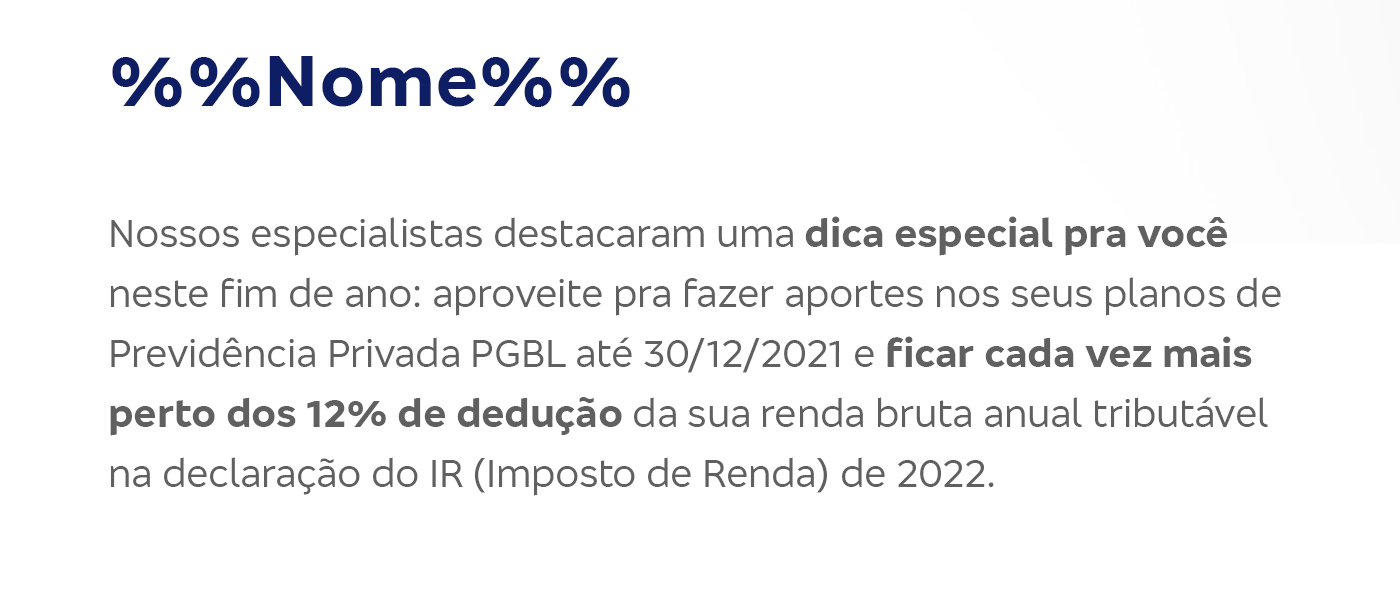 %%Nome%%
Nossos especialistas destacaram uma dica especial pra você
neste fim de ano: aproveite pra fazer aportes nos seus planos de
Previdência Privada PGBL até 30/12/2021 e ficar cada vez mais
perto dos 12% de dedução da sua renda bruta anual tributável
na declaração do IR (Imposto de Renda) de 2022.